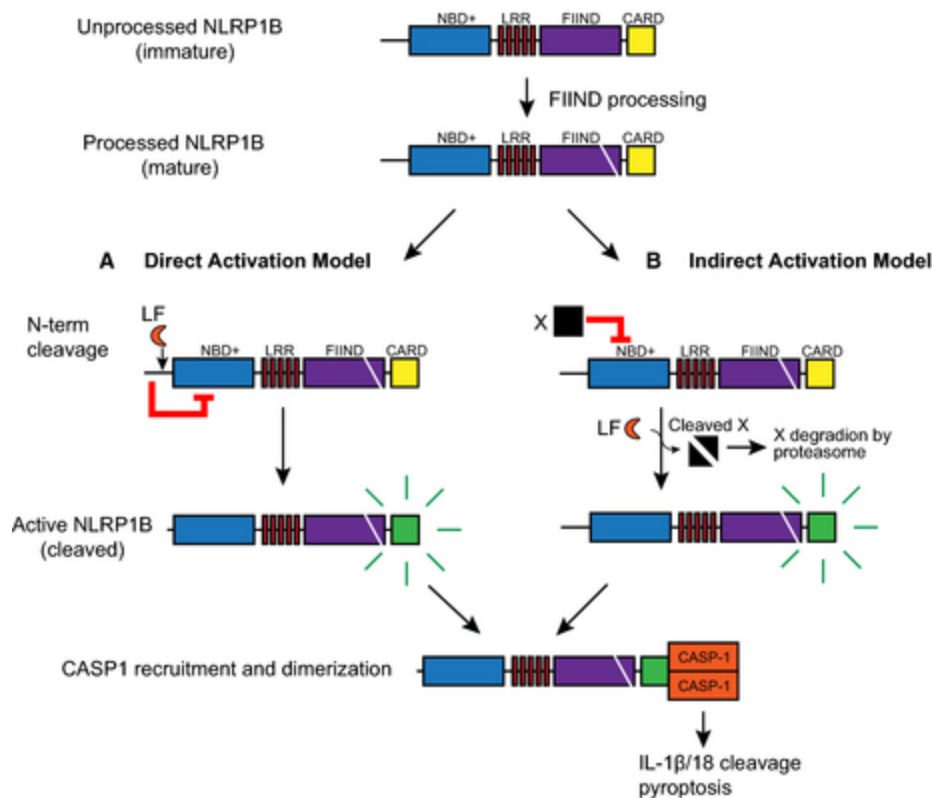 Unprocessed NLRP1B
(immature)
NBD+ LRR FIIND CARD
FIIND processing
Processed NLRP1B
(mature)
NBD+ LRR FIIND CARD
A Direct Activation Model
B Indirect Activation Model
N-term
cleavage
LF
NBD+ LRR FIIND CARD
X
NBD+ LRR FIIND CARD
LF
Cleaved X
X degradation by
proteasome
Active NLRP1B
(cleaved)
CASP1 recruitment and dimerization
CASP-1
CASP-1
IL-1β/18 cleavage
pyroptosis